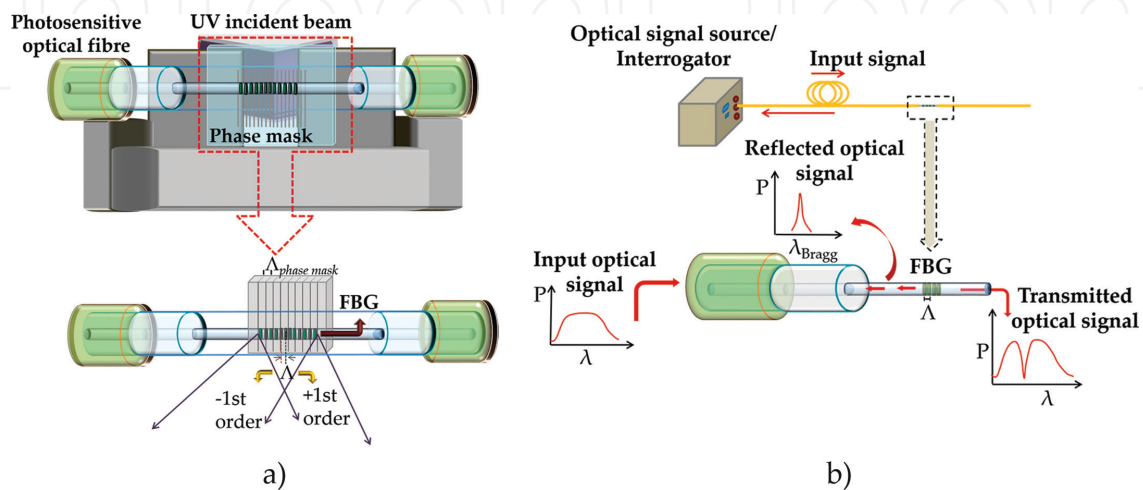 Photosensitive
optical fibre
UV incident beam
Phase mask
Λphase mask
FBG
Λ
-1st
order
+1st
order
a)
Optical signal source/
Interrogator
Input signal
Reflected optical
signal
P
λBragg
Input optical
signal
P
λ
FBG
Λ
Transmitted
optical signal
P
λ
b)